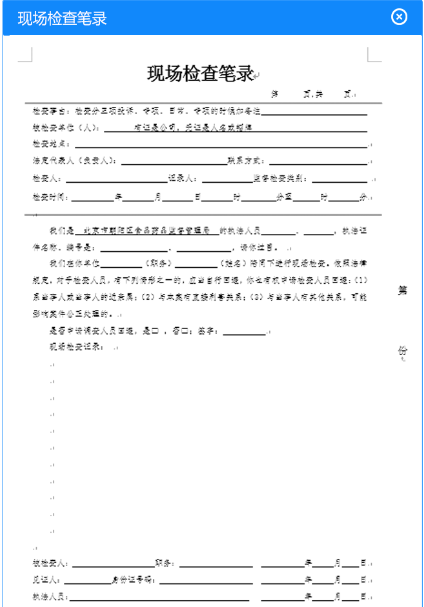 现场检查笔录
现场检查笔录
第 页,共 页.
检查事由:检查分五项投诉、专项、日常、专项的时候加备注
被检查单位(人): 有证是公司,无证是人名或招牌
检查地点:
法定代表人(负责人): 联系方式:
检查人: 记录人: 监督检查类别:
检查时间: 年 月 日 时 分至 时 分
我们是 北京市朝阳区食品药品监督管理局 的执法人员 、 ,执法证
件名称、编号是: 、 ,请你过目。
我们在你单位 (职务) (姓名)陪同下进行现场检查。依照法律
规定,对于检查人员,有下列情形之一的,应当自行回避,你也有权申请检查人员回避:(1)
系当事人或当事人的近亲属;(2)与本案有直接利害关系;(3)与当事人有其他关系,可能
影响案件公正处理的。
是否申请调查人员回避,是□ ,否□;签字:
现场检查记录:
第
份
被检查人: 职务: 年 月 日
见证人: 身份证号码: 年 月 日
执法人员: 年 月 日